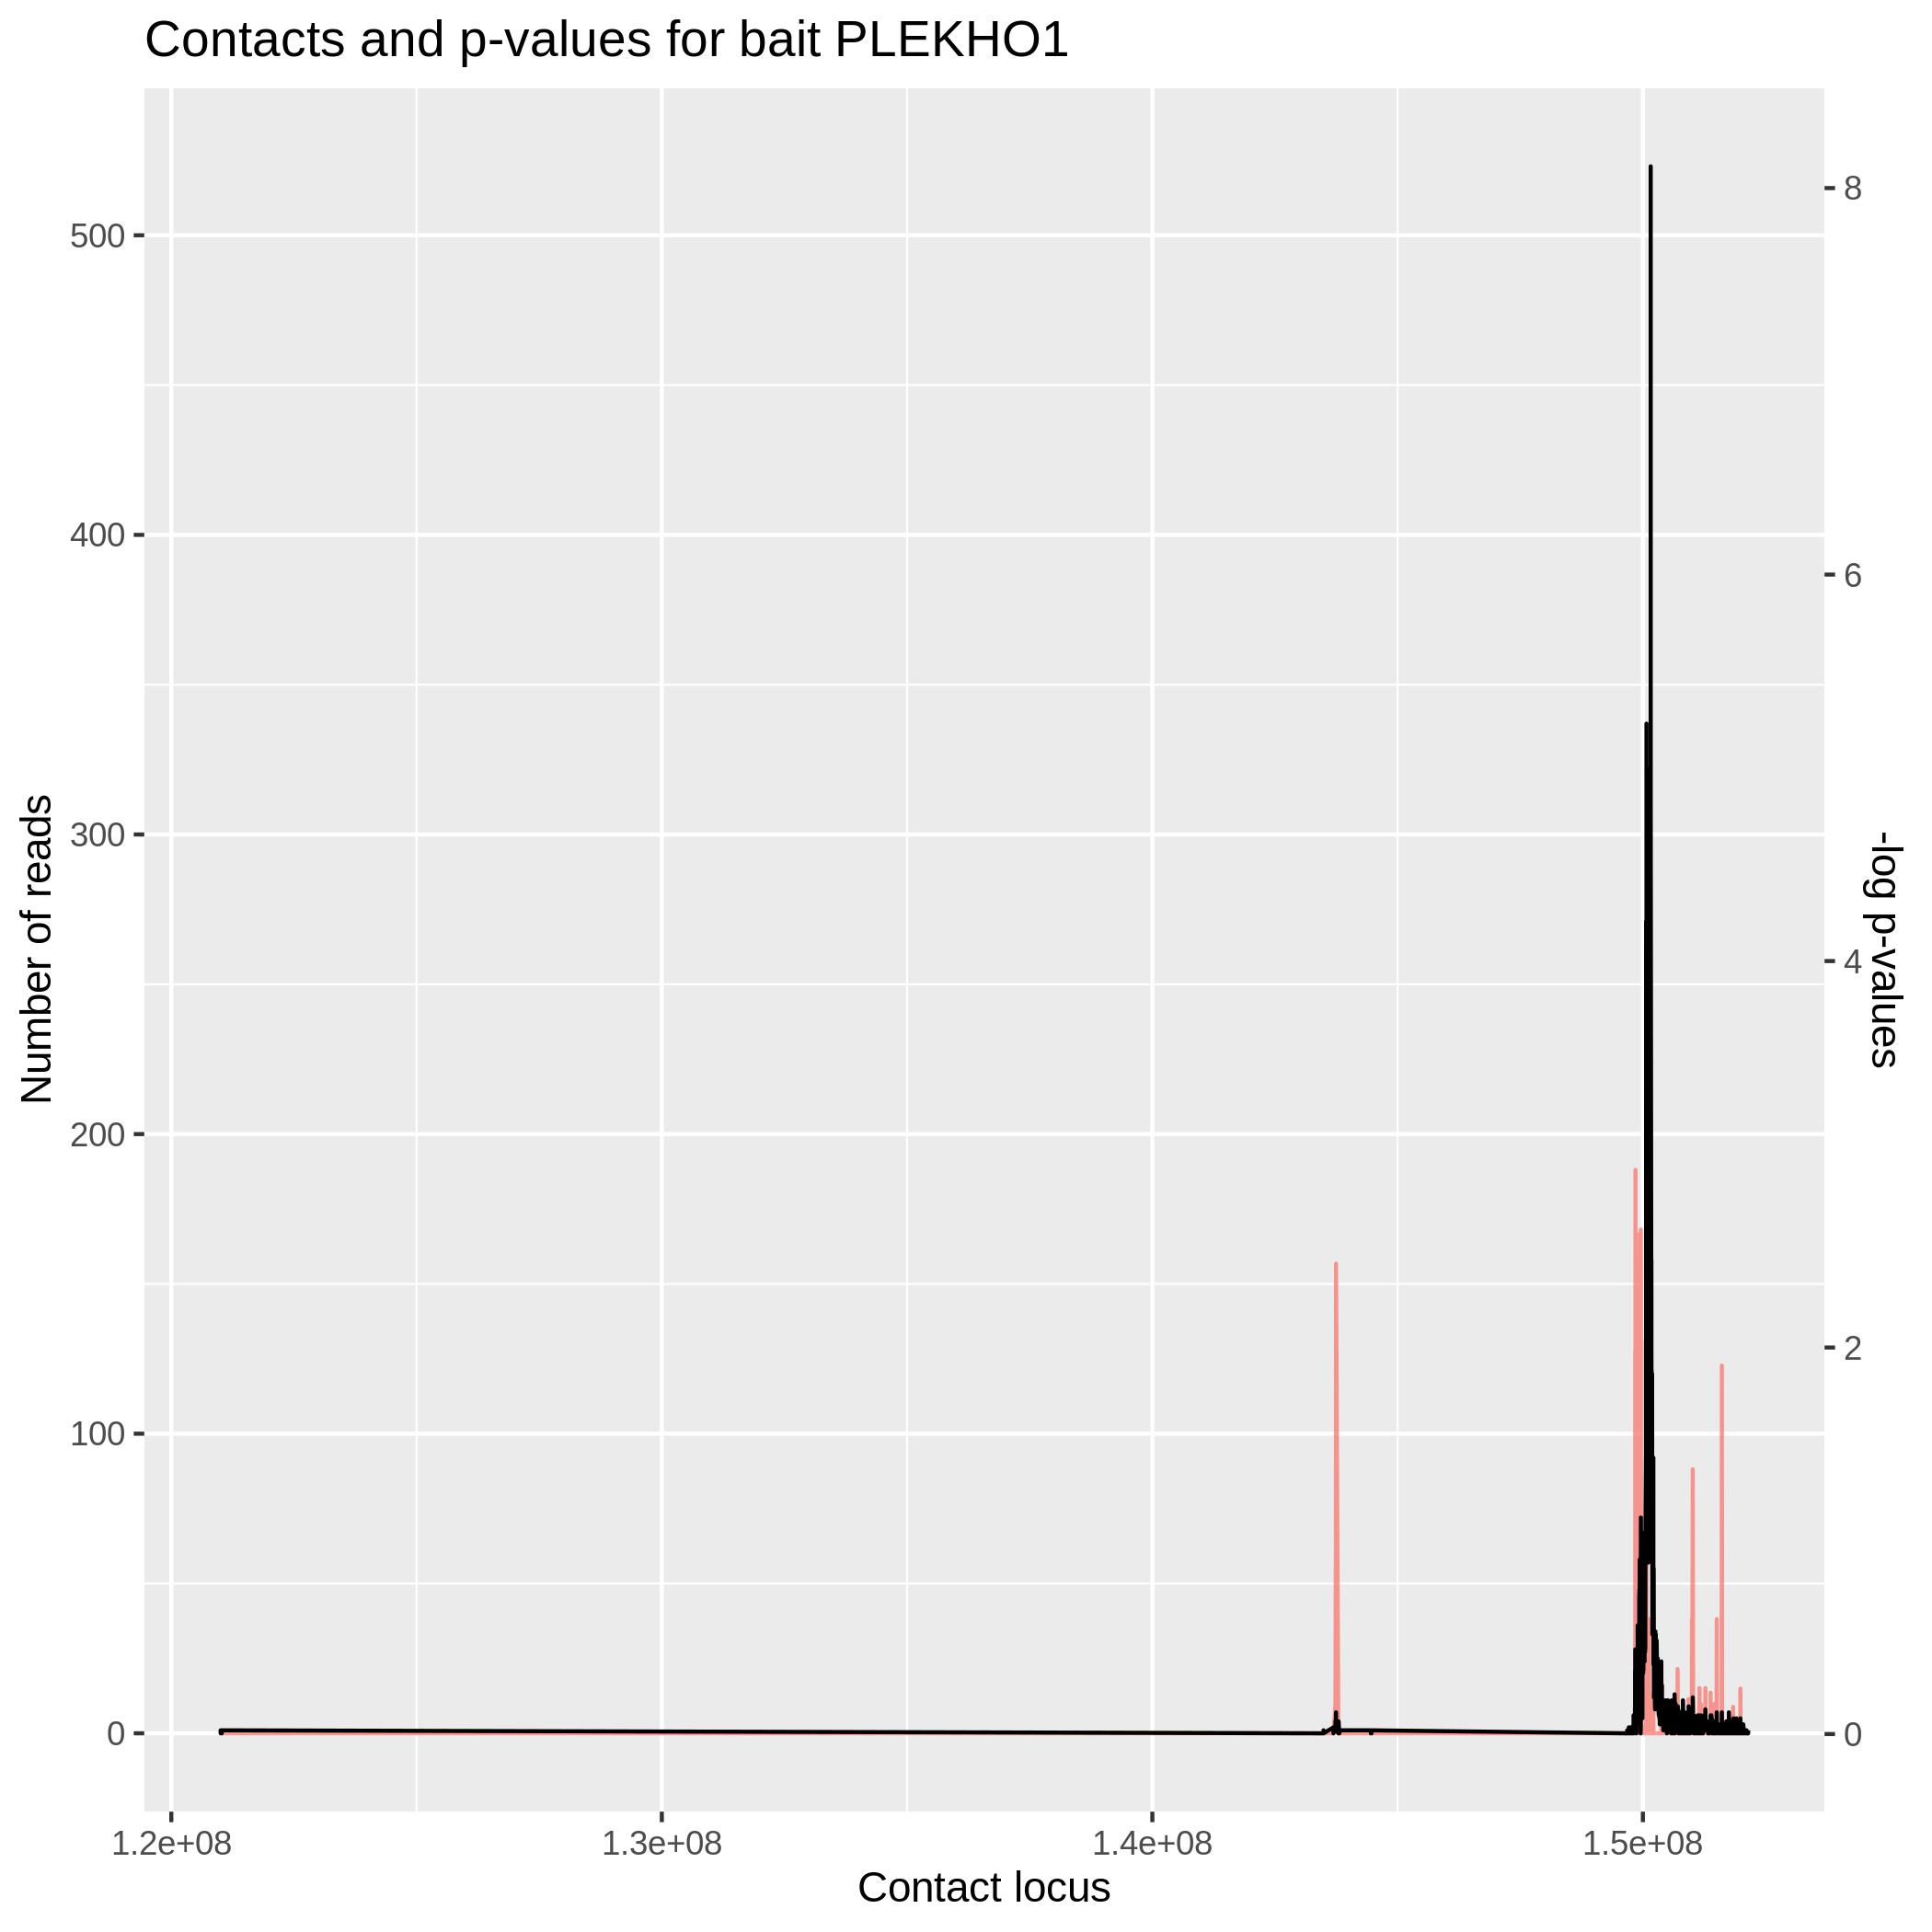 Contacts and p-values for bait PLEKHO1
Number of reads
500
400
300
200
100
0
8
6
4
2
0
-log p-values
1.2e+08
1.3e+08
1.4e+08
1.5e+08
Contact locus